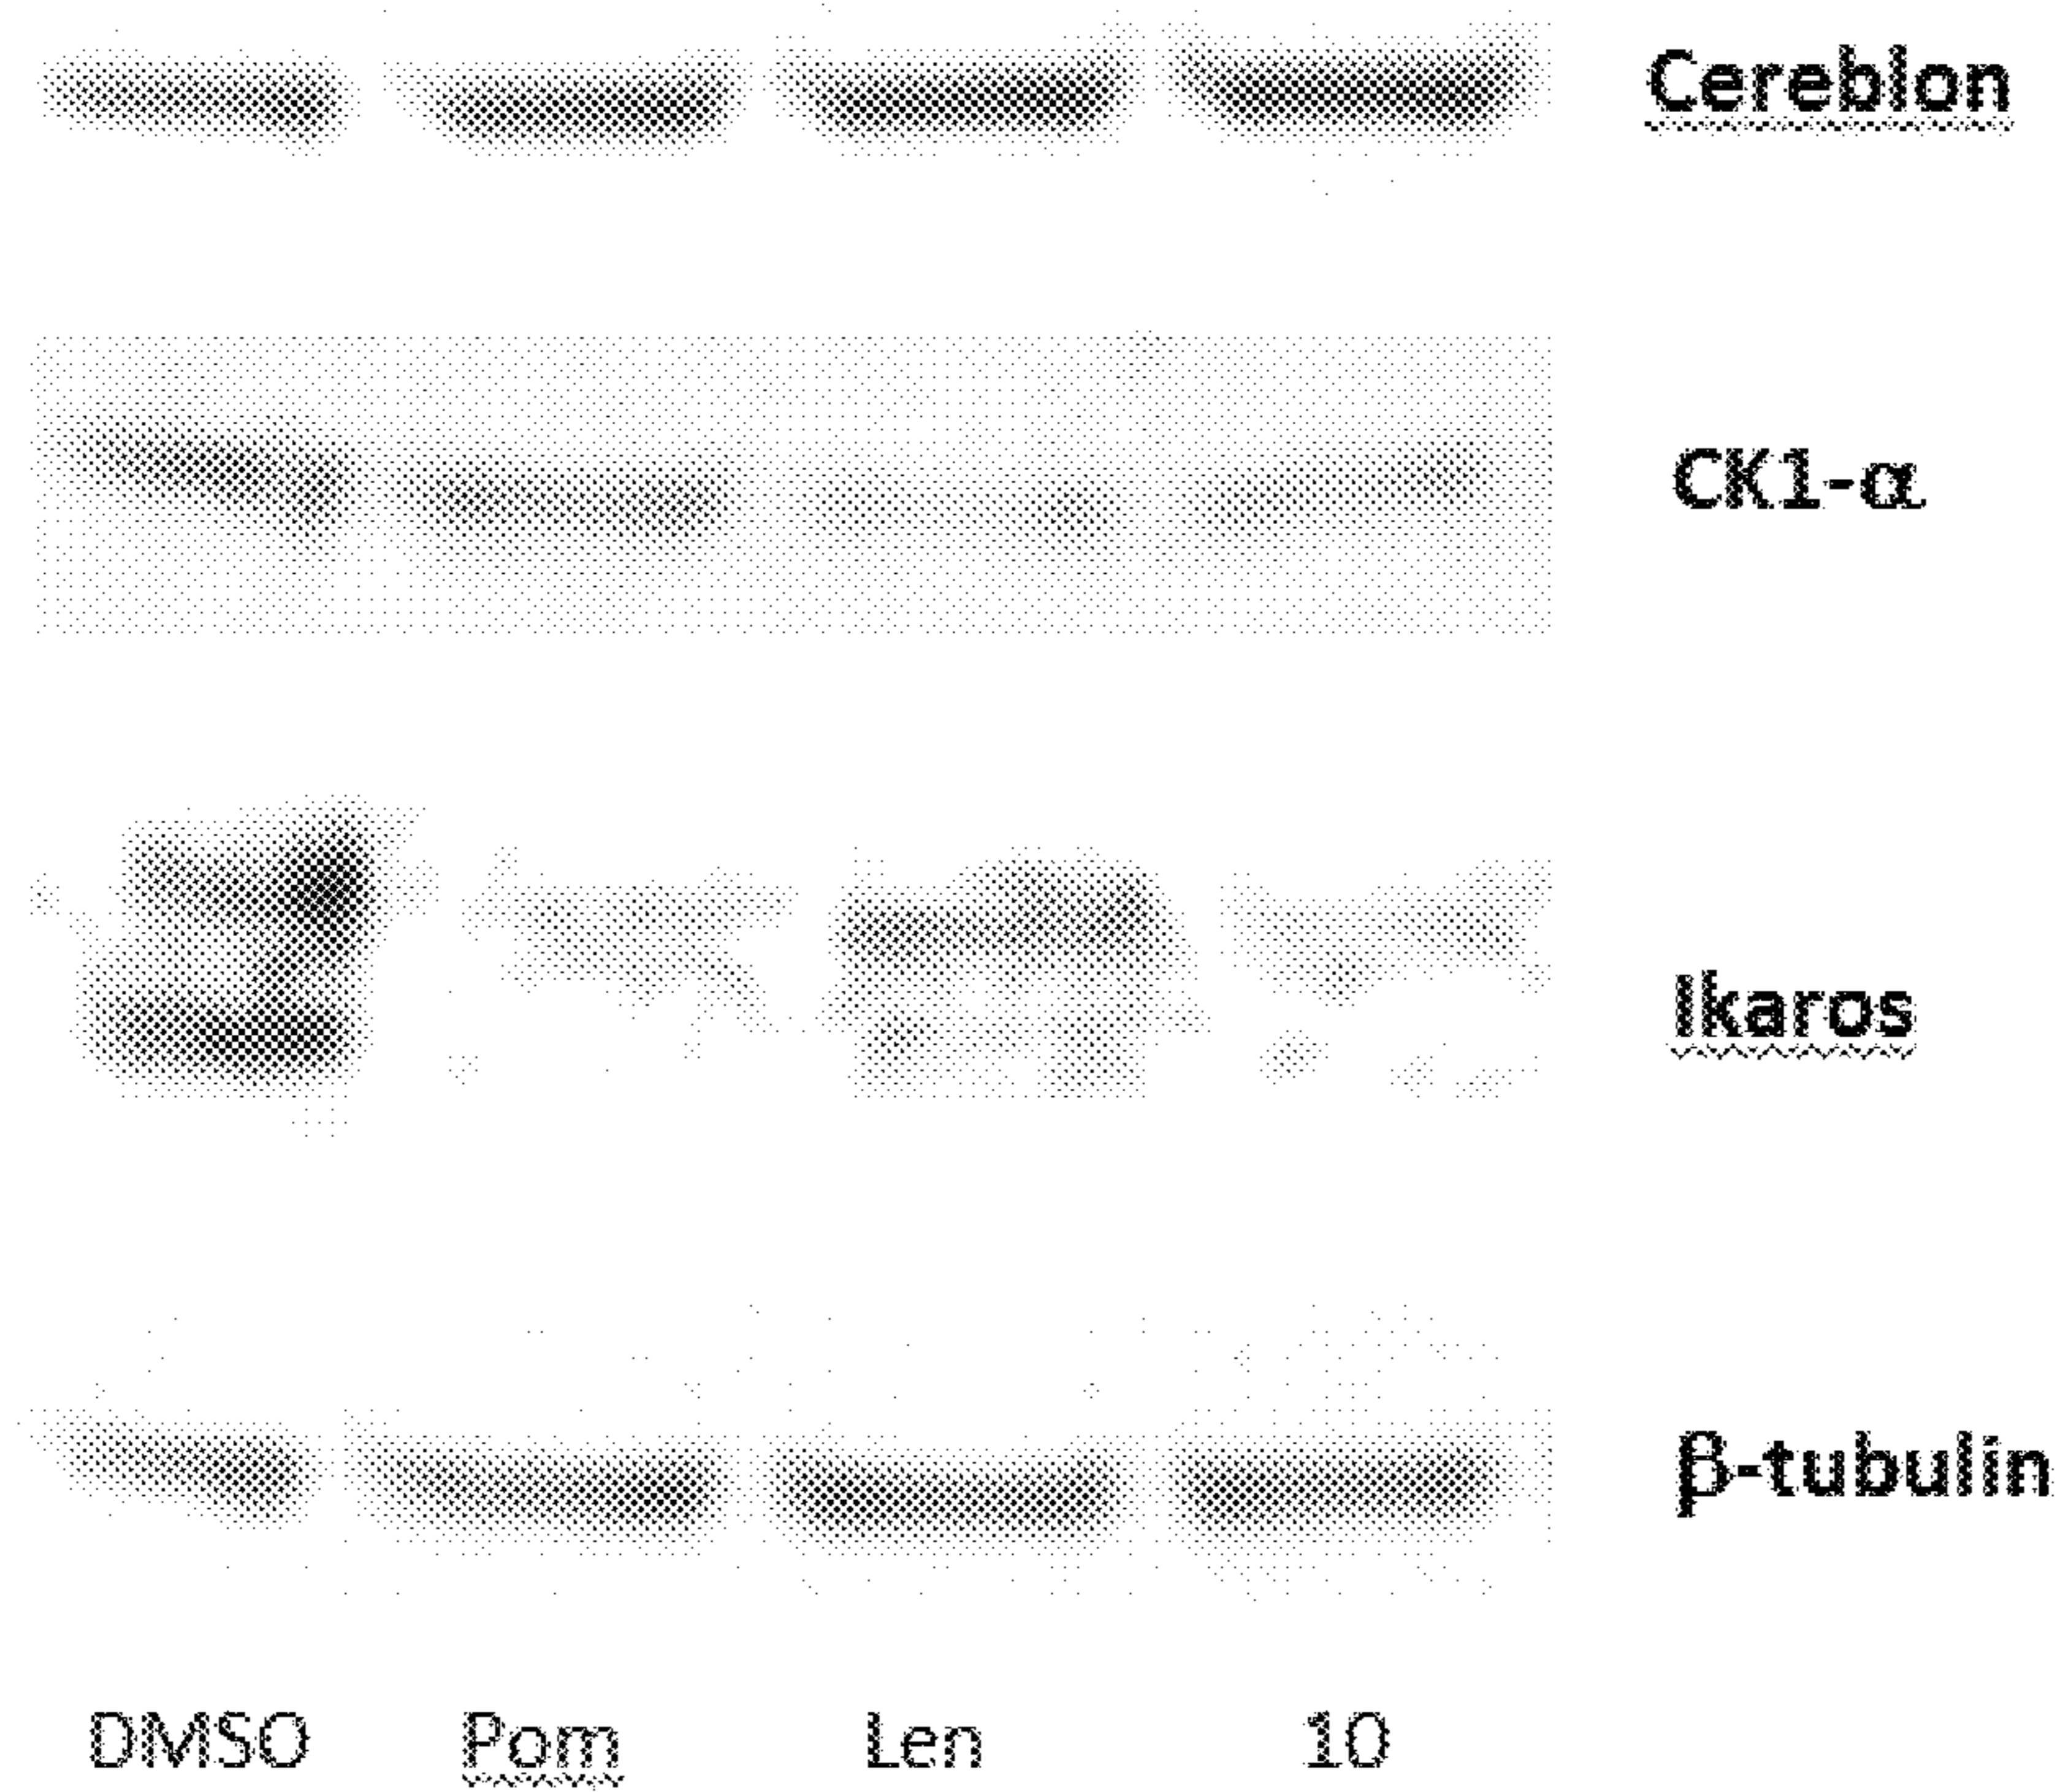 Cereblon
CK1-α
Ikaros
β-tubulin
DMSO Pom Len 10